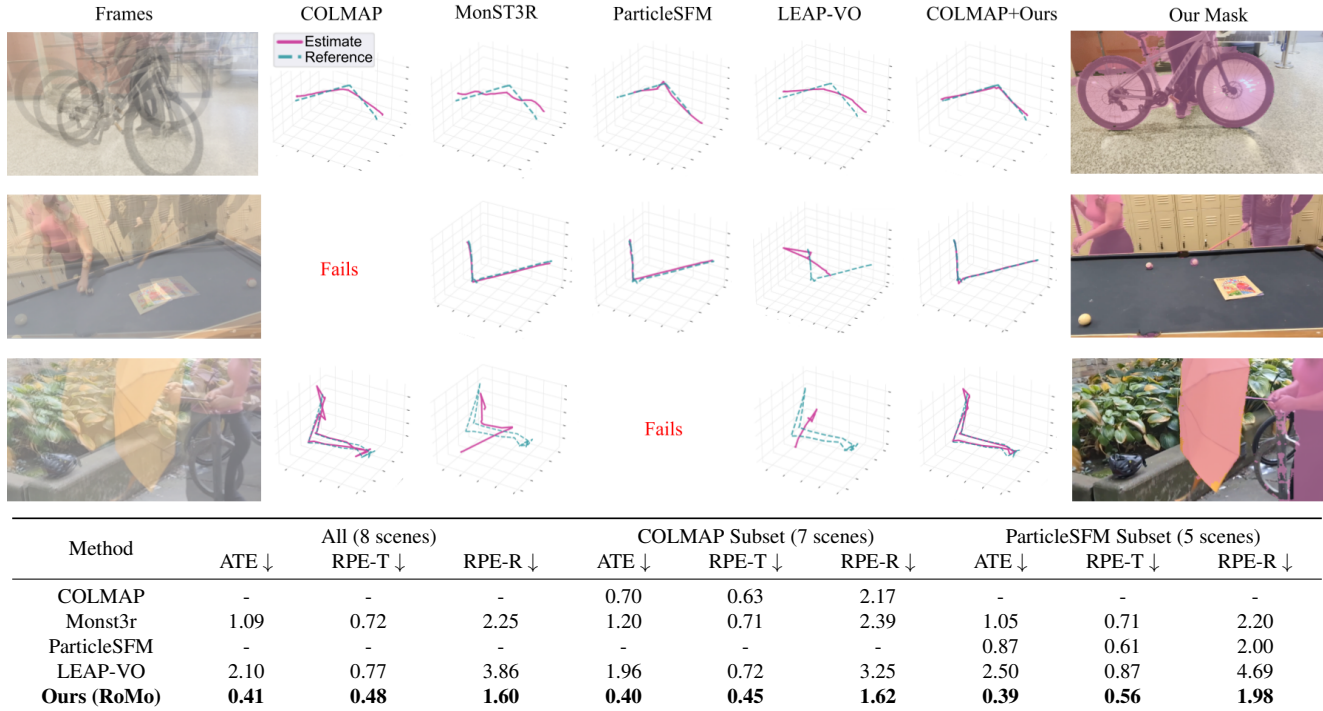 Frames COLMAP MonST3R ParticleSFM LEAP-VO COLMAP+Ours Our Mask
Estimate
Reference
Fails
Fails
Method All (8 scenes) COLMAP Subset (7 scenes) ParticleSFM Subset (5 scenes)
ATE ↓ RPE-T ↓ RPE-R ↓ ATE ↓ RPE-T ↓ RPE-R ↓ ATE ↓ RPE-T ↓ RPE-R ↓
COLMAP - - - 0.70 0.63 2.17 - - -
Monst3r 1.09 0.72 2.25 1.20 0.71 2.39 1.05 0.71 2.20
ParticleSFM - - - - - - 0.87 0.61 2.00
LEAP-VO 2.10 0.77 3.86 1.96 0.72 3.25 2.50 0.87 4.69
Ours (RoMo) 0.41 0.48 1.60 0.40 0.45 1.62 0.39 0.56 1.98